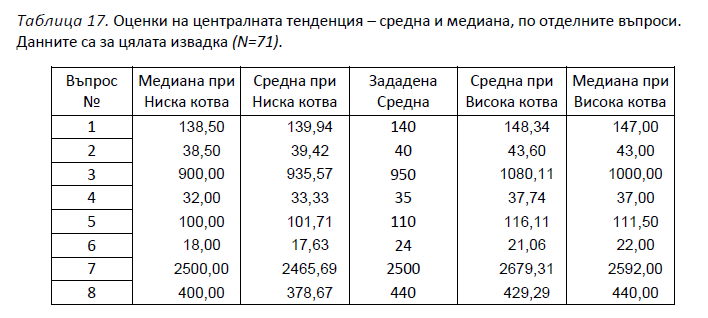 Таблица 17. Оценки на централната тенденция – средна и медиана, по отделните въпроси.
Данните са за цялата извадка (N=71).
Въпрос № Медиана при Ниска котва Средна при Ниска котва Зададена Средна Средна при Висока котва Медиана при Висока котва
1 138,50 139,94 140 148,34 147,00
2 38,50 39,42 40 43,60 43,00
3 900,00 935,57 950 1080,11 1000,00
4 32,00 33,33 35 37,74 37,00
5 100,00 101,71 110 116,11 111,50
6 18,00 17,63 24 21,06 22,00
7 2500,00 2465,69 2500 2679,31 2592,00
8 400,00 378,67 440 429,29 440,00